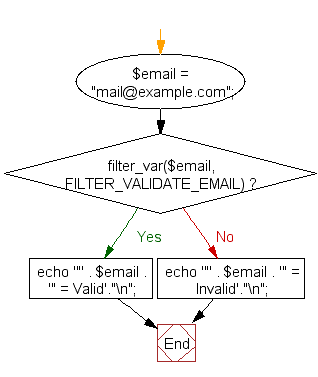 $email =
"mail@example.com";
filter_var($email,
FILTER_VALIDATE_EMAIL) ?
Yes
No
echo '"' . $email .
'" = Valid'."\n";
echo '"' . $email . '" =
Invalid'."\n";
End